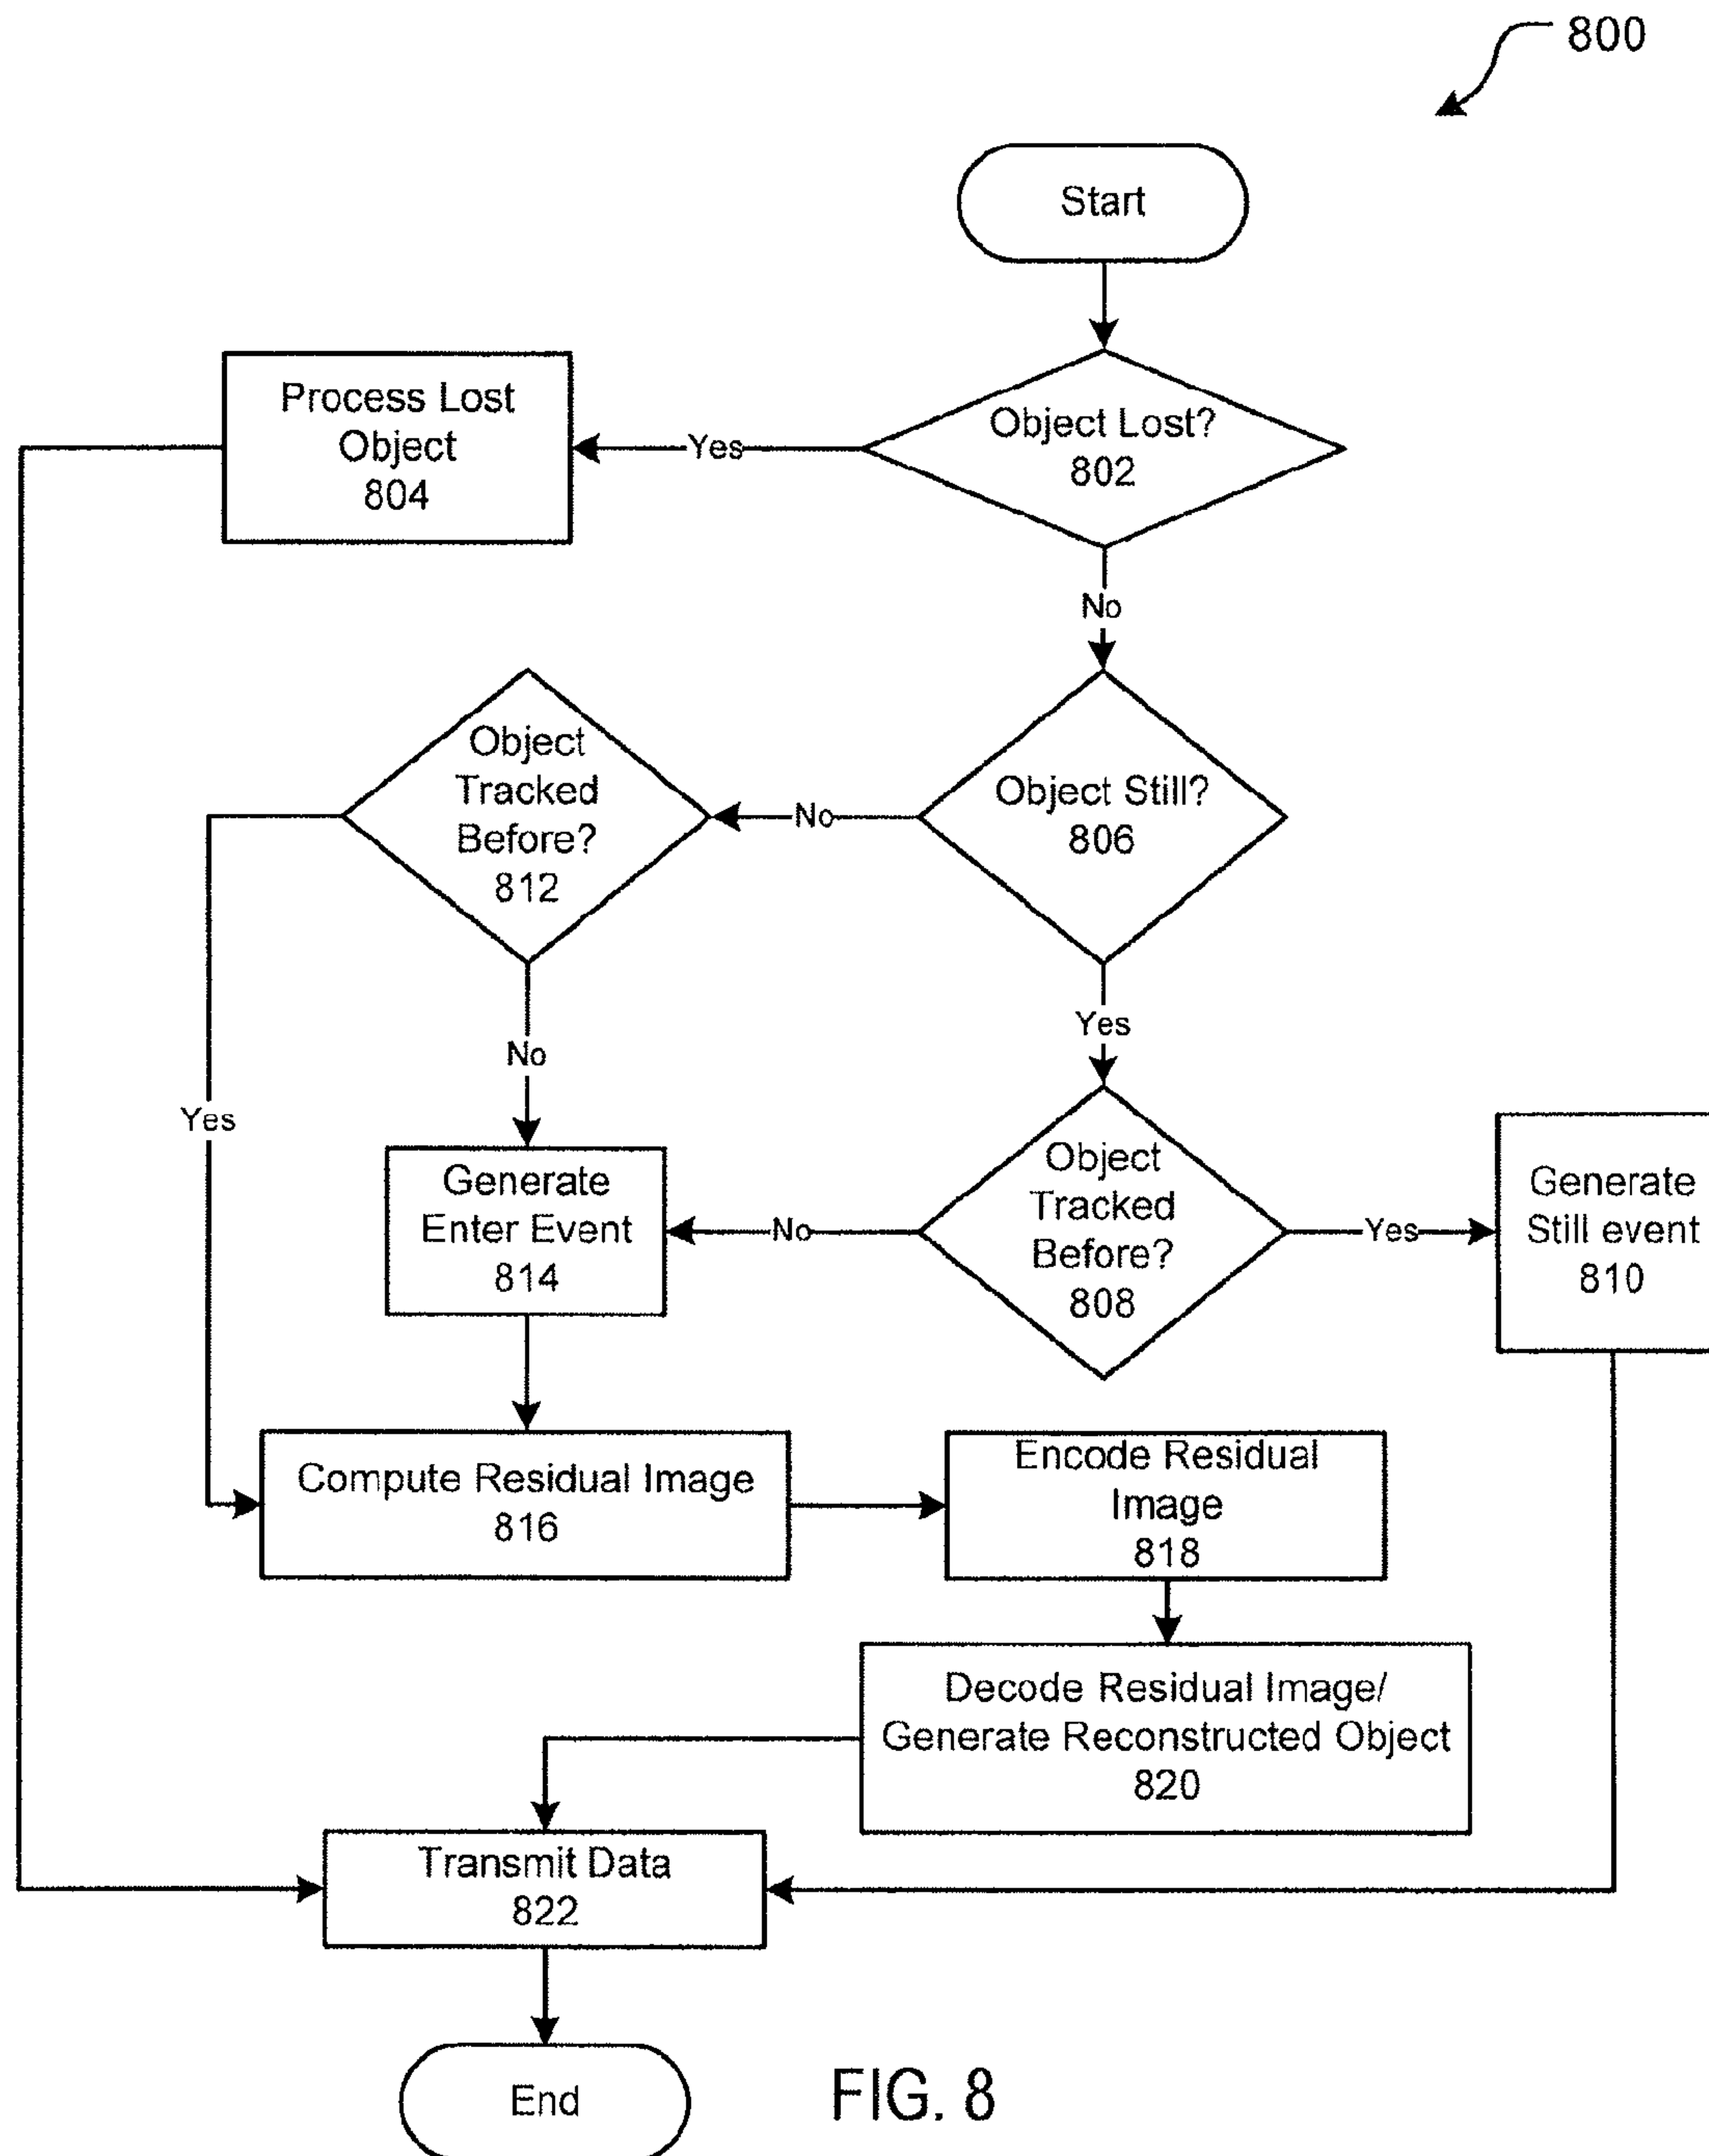 800
Start
Process Lost
Object
804
Yes
Object Lost?
802
No
Object
Tracked
Before?
812
No
Object Still?
806
Yes
No
Yes
Generate
Enter Event
814
No
Object
Tracked
Before?
808
Yes
Generate
Still event
810
Compute Residual Image
816
Encode Residual
Image
818
Decode Residual Image/
Generate Reconstructed Object
820
Transmit Data
822
End
FIG. 8